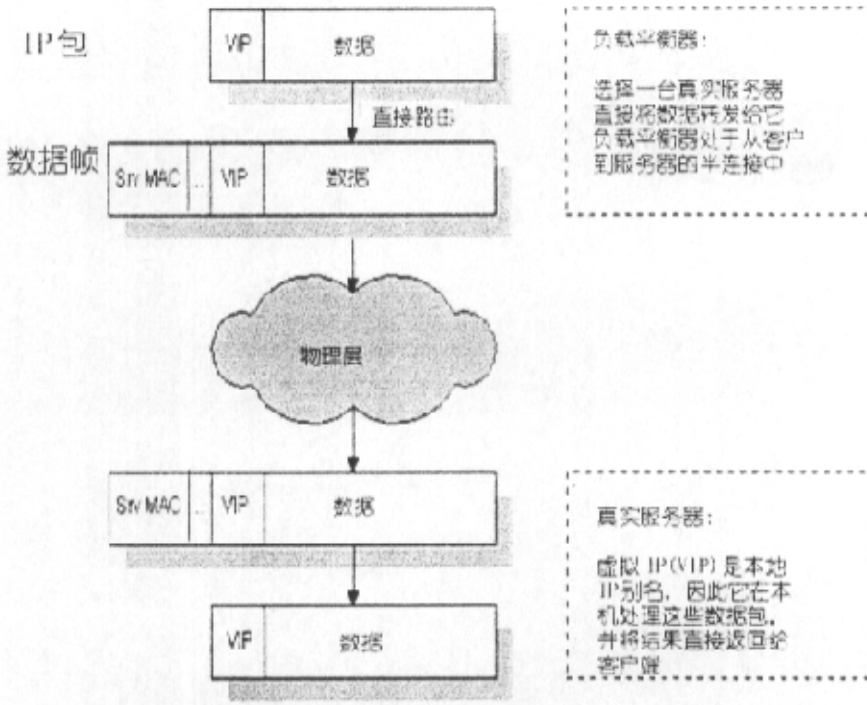 IP包
VIP 数据
直接路由
数据帧
Srv MAC ... VIP 数据
物理层
Srv MAC ... VIP 数据
VIP 数据
负载平衡器:
选择一台真实服务器
直接将数据转发给它
负载平衡器处于从客户
到服务器的半连接中
真实服务器:
虚拟 IP(VIP)是本地
IP别名, 因此它在本
机处理这些数据包,
并将结果直接返回给
客户端